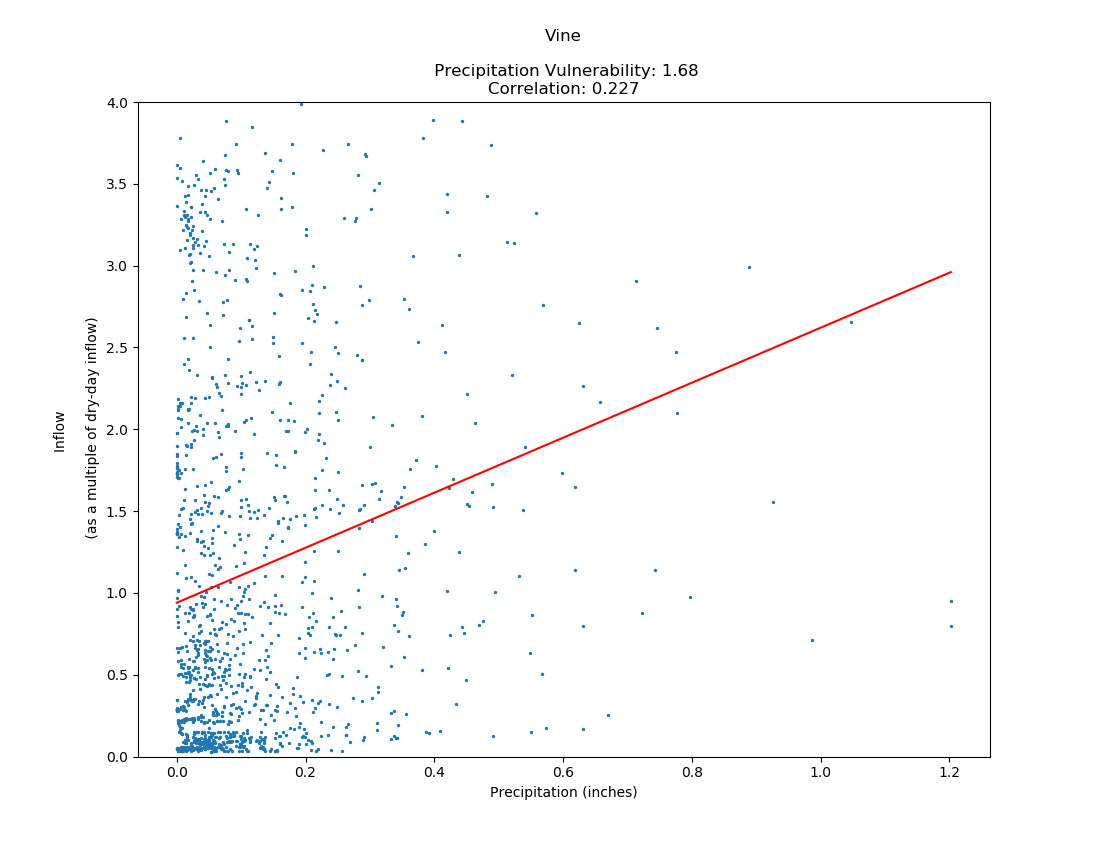 Vine
Precipitation Vulnerability: 1.68
Correlation: 0.227
4.0
3.5
3.0
2.5
2.0
1.5
1.0
0.5
0.0
Inflow
(as a multiple of dry-day inflow)
0.0 0.2 0.4 0.6 0.8 1.0 1.2
Precipitation (inches)